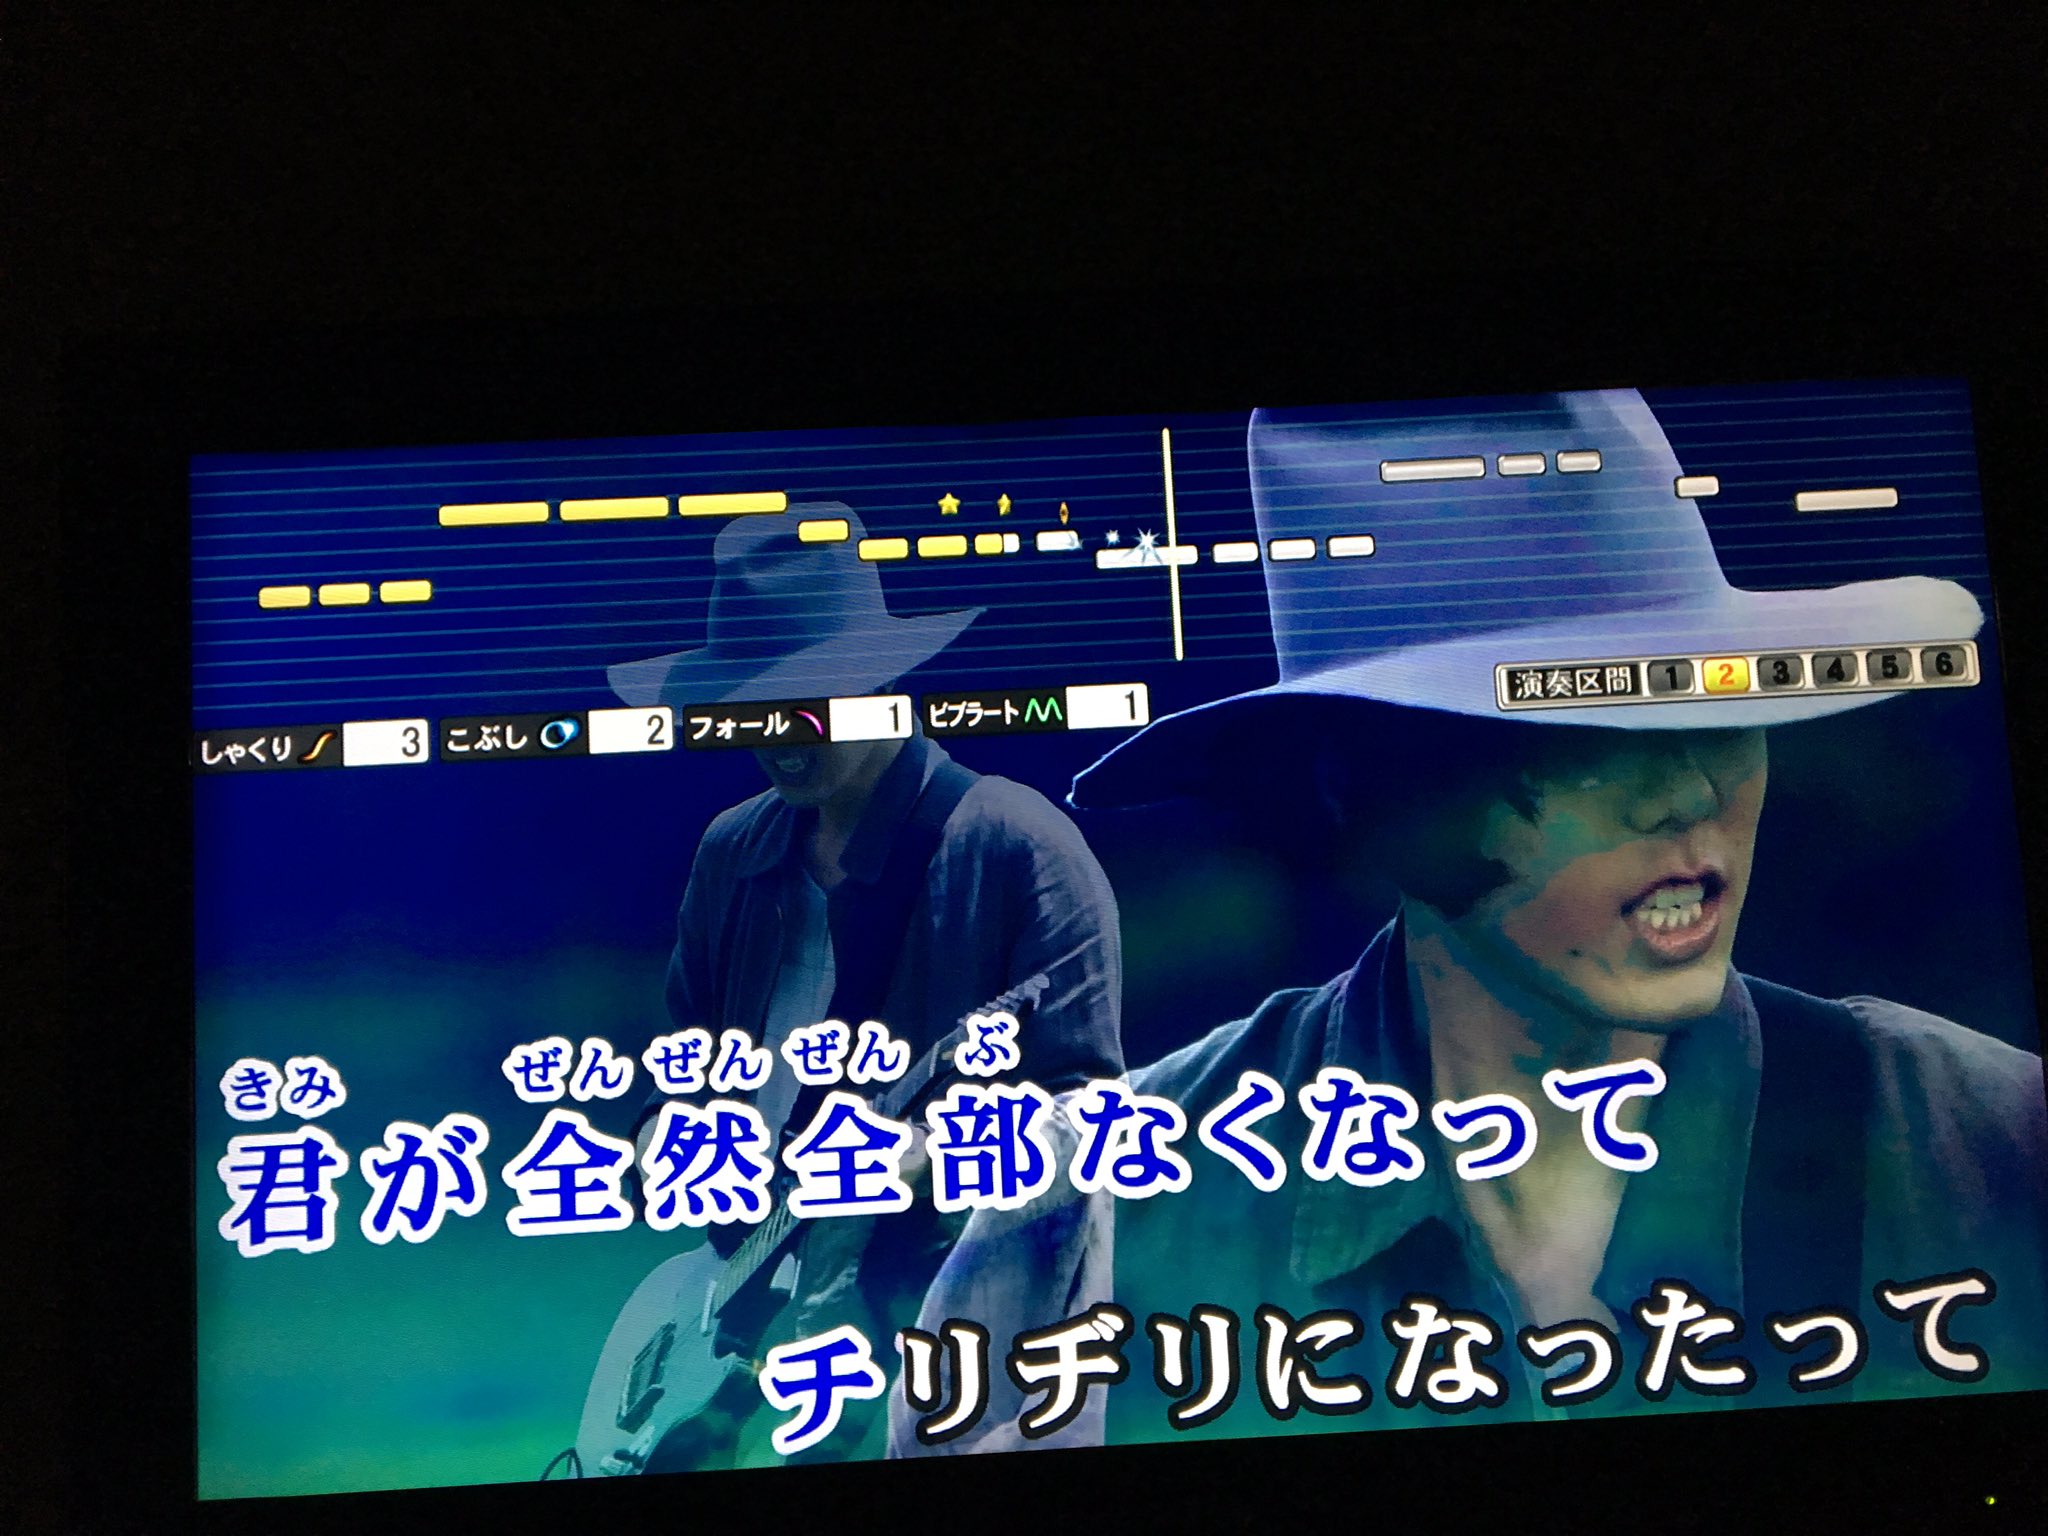 しゃくり 3 こぶし 2 フォール 1 ビブラート 1
演奏区間 1 2 3 4 5 6
きみ ぜん ぜん ぜん ぶ
君が全然全部なくなって
チリヂリになったって